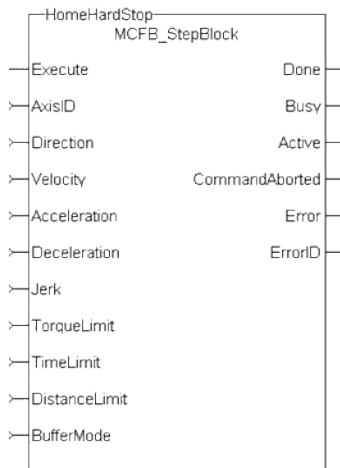 HomeHardStop
MCFB_StepBlock
Execute Done
AxisID Busy
Direction Active
Velocity CommandAborted
Acceleration Error
Deceleration ErrorID
Jerk
TorqueLimit
TimeLimit
DistanceLimit
BufferMode